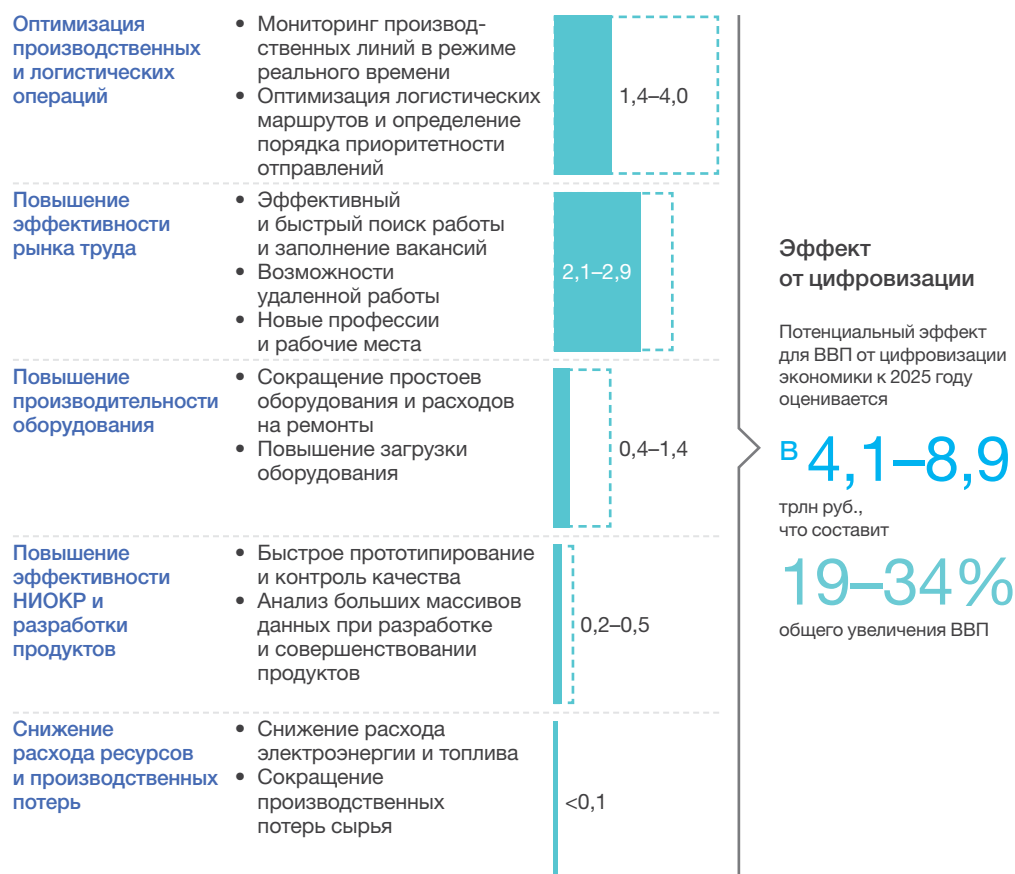 Оптимизация
производственных
и логистических
операций
• Мониторинг производ-
ственных линий в режиме
реального времени
• Оптимизация логистических
маршрутов и определение
порядка приоритетности
отправлений
1,4–4,0
Повышение
эффективности
рынка труда
• Эффективный
и быстрый поиск работы
и заполнение вакансий
• Возможности
удаленной работы
• Новые профессии
и рабочие места
2,1–2,9
Повышение
производительности
оборудования
• Сокращение простоев
оборудования и расходов
на ремонты
• Повышение загрузки
оборудования
0,4–1,4
Повышение
эффективности
НИОКР и
разработки
продуктов
• Быстрое прототипирование
и контроль качества
• Анализ больших массивов
данных при разработке
и совершенствовании
продуктов
0,2–0,5
Снижение
расхода ресурсов
и производственных
потерь
• Снижение расхода
электроэнергии и топлива
• Сокращение
производственных
потерь сырья
<0,1
Эффект
от цифровизации
Потенциальный эффект
для ВВП от цифровизации
экономики к 2025 году
оценивается
в 4,1–8,9
трлн руб.,
что составит
19–34%
общего увеличения ВВП